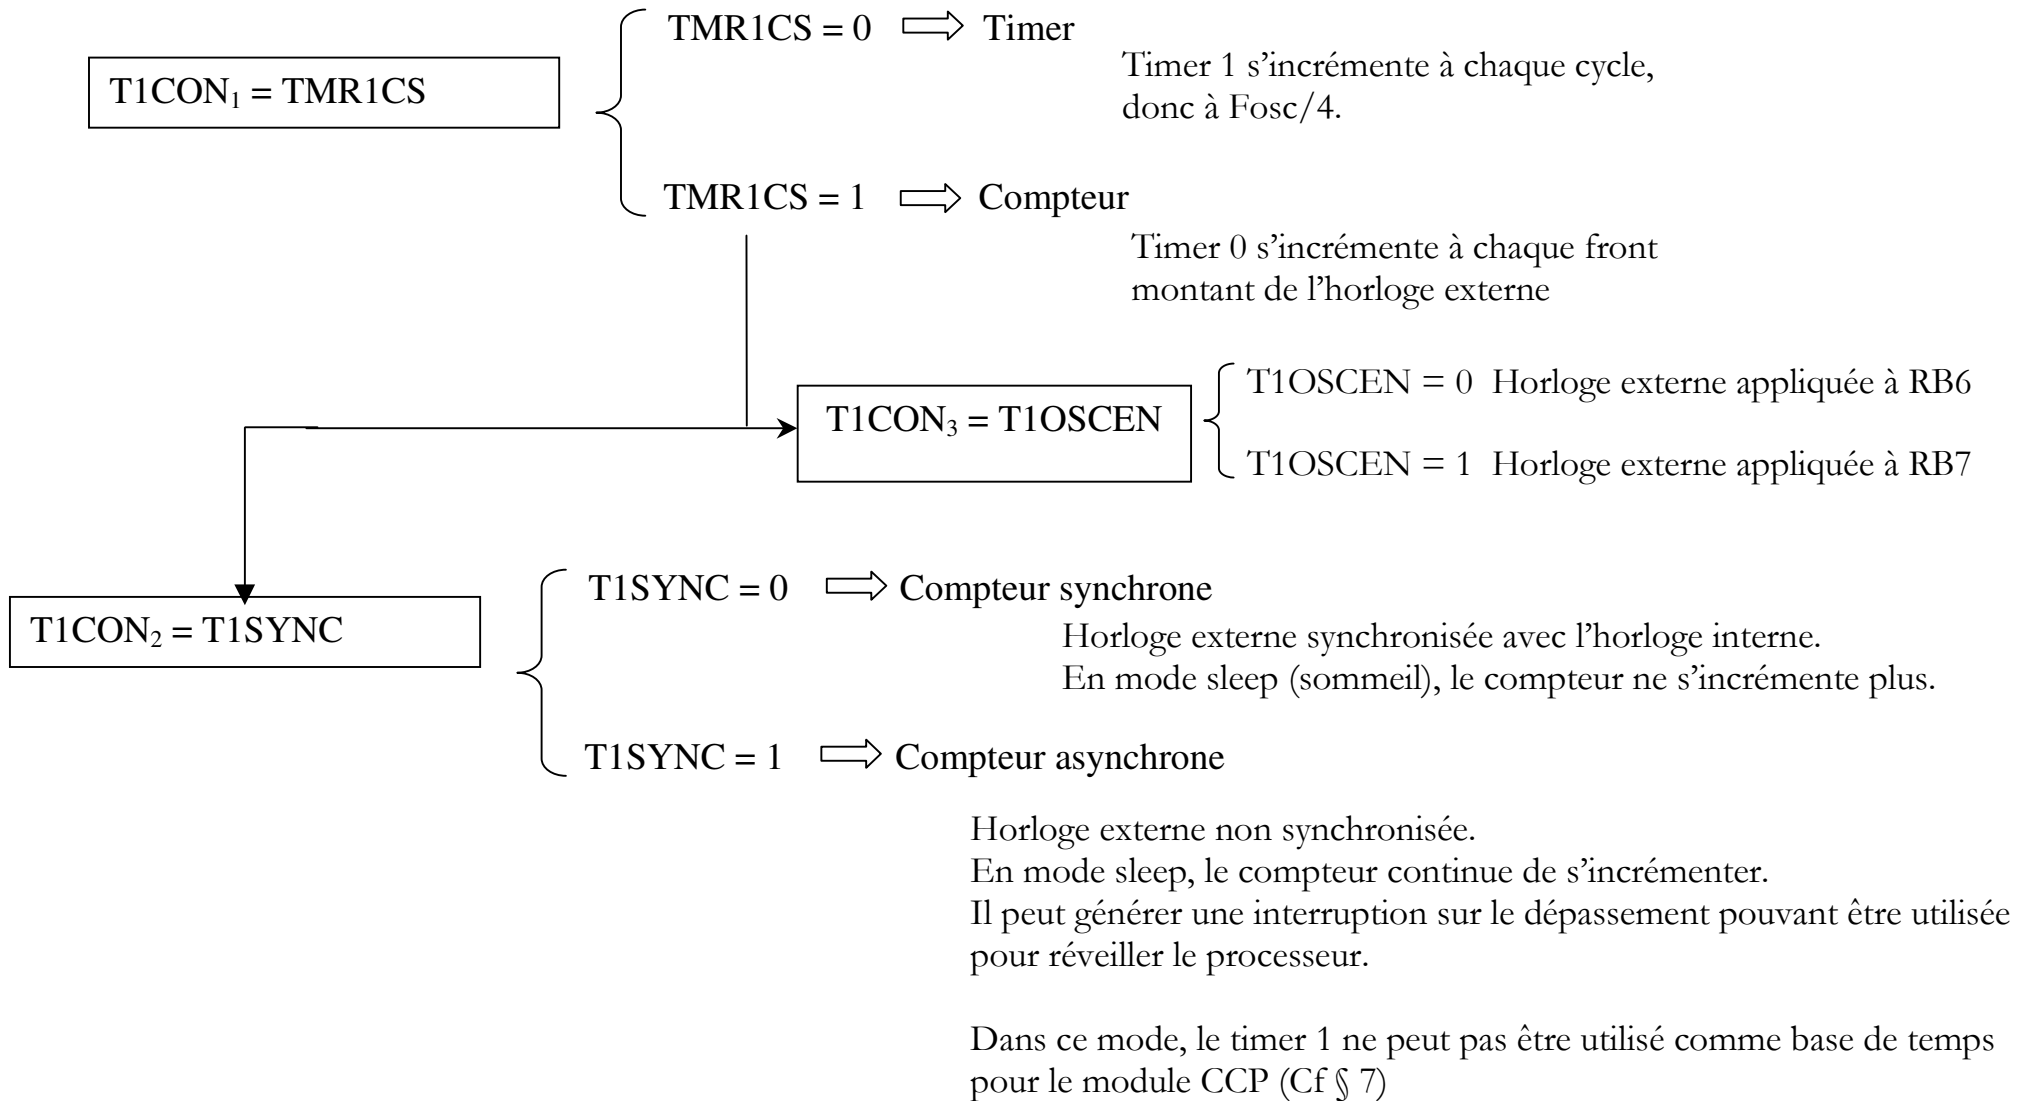 TMR1CS = 0 Timer
T1CON₁ = TMR1CS
Timer 1 s’incrémente à chaque cycle,
donc à Fosc/4.
TMR1CS = 1 Compteur
Timer 0 s’incrémente à chaque front
montant de l’horloge externe
T1CON₃ = T1OSCEN
T1OSCEN = 0 Horloge externe appliquée à RB6
T1OSCEN = 1 Horloge externe appliquée à RB7
T1CON₂ = T1SYNC
T1SYNC = 0 Compteur synchrone
Horloge externe synchronisée avec l’horloge interne.
En mode sleep (sommeil), le compteur ne s’incrémente plus.
T1SYNC = 1 Compteur asynchrone
Horloge externe non synchronisée.
En mode sleep, le compteur continue de s’incrémenter.
Il peut générer une interruption sur le dépassement pouvant être utilisée
pour réveiller le processeur.
Dans ce mode, le timer 1 ne peut pas être utilisé comme base de temps
pour le module CCP (Cf § 7)